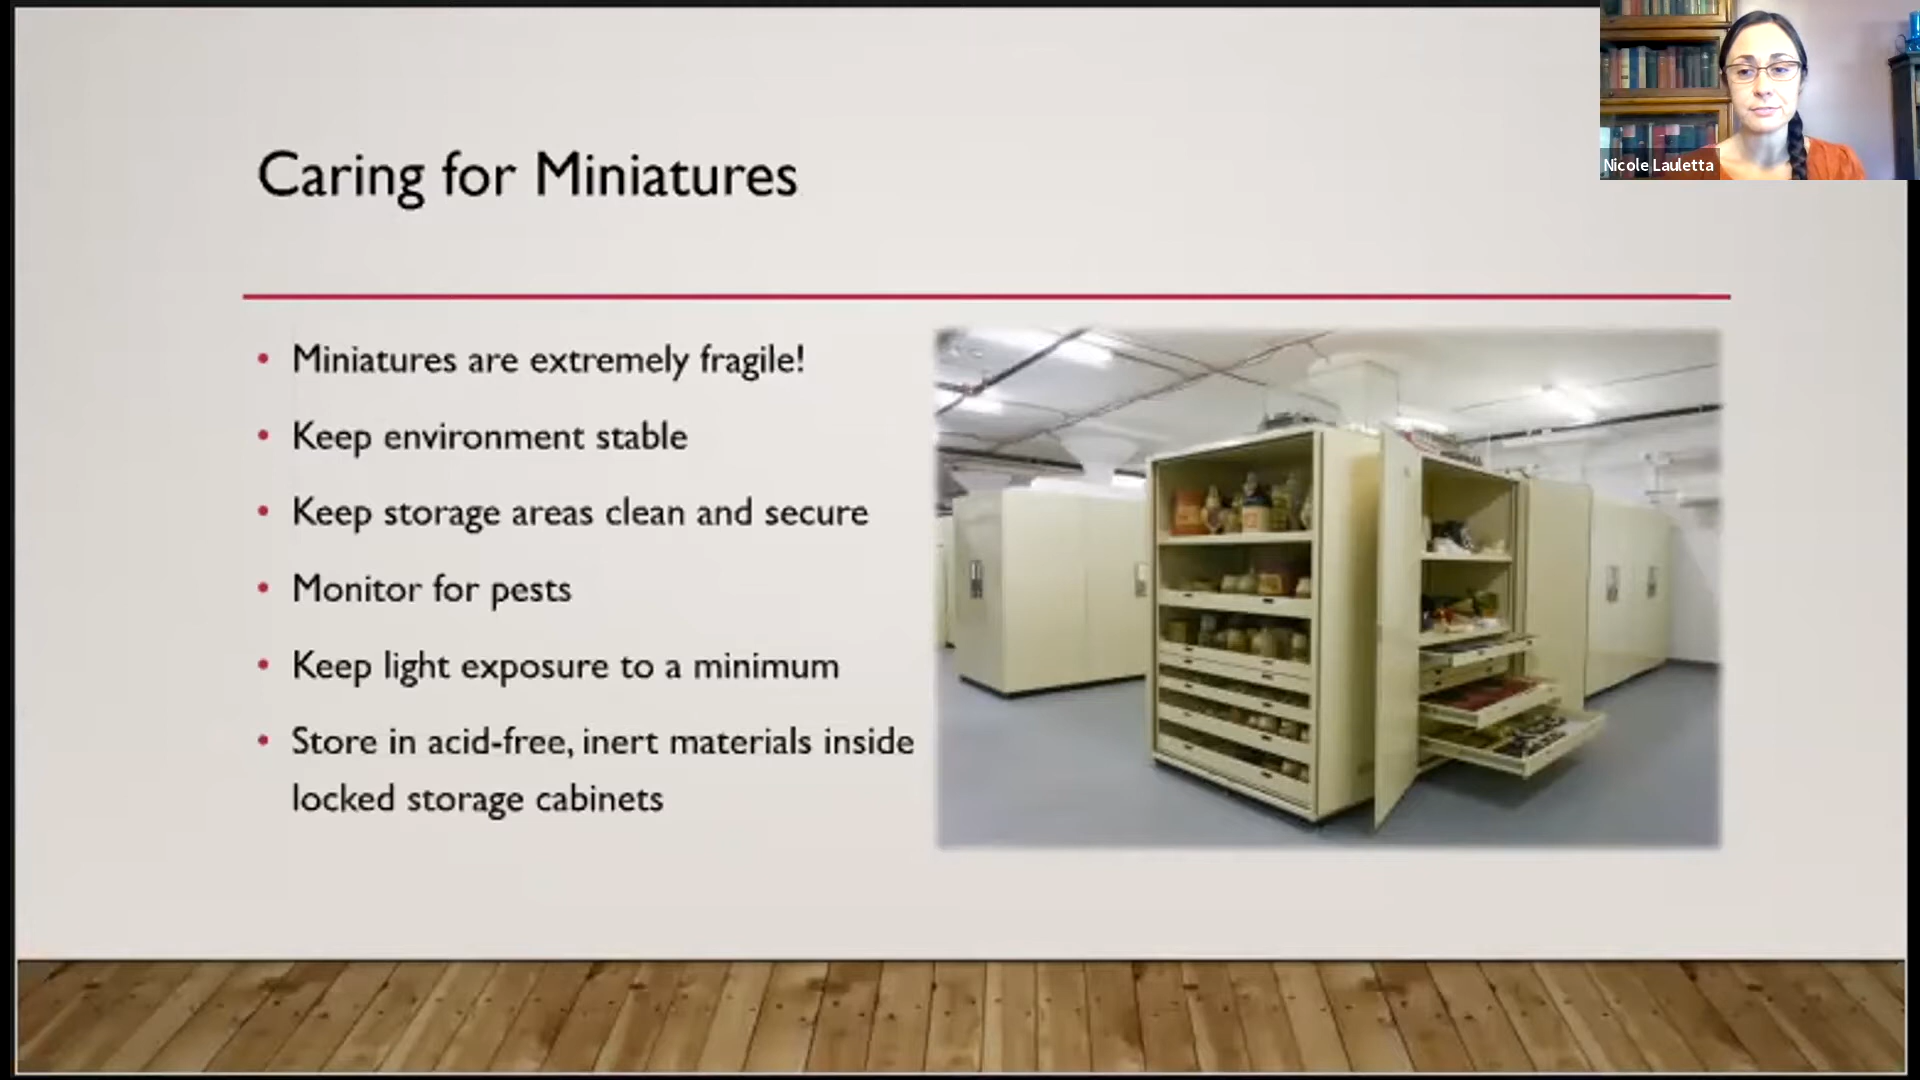 Caring for Miniatures
Nicole Lauletta
• Miniatures are extremely fragile!
• Keep environment stable
• Keep storage areas clean and secure
• Monitor for pests
• Keep light exposure to a minimum
• Store in acid-free, inert materials inside
locked storage cabinets